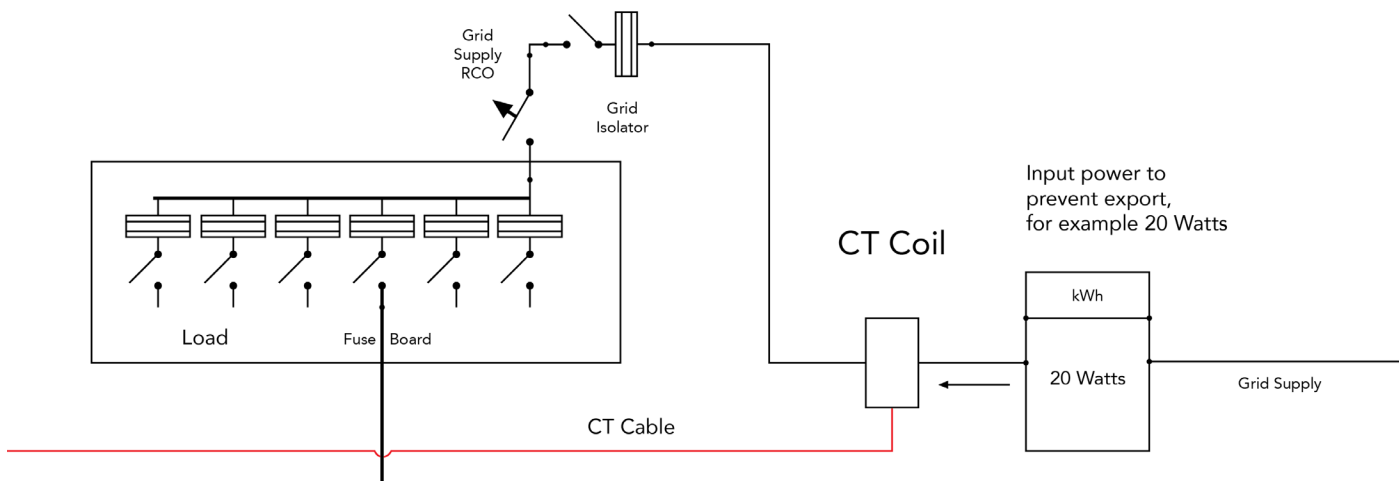 Grid
Supply
RCO
Grid
Isolator
Input power to
prevent export,
for example 20 Watts
CT Coil
kWh
20 Watts
Grid Supply
Load
Fuse Board
CT Cable